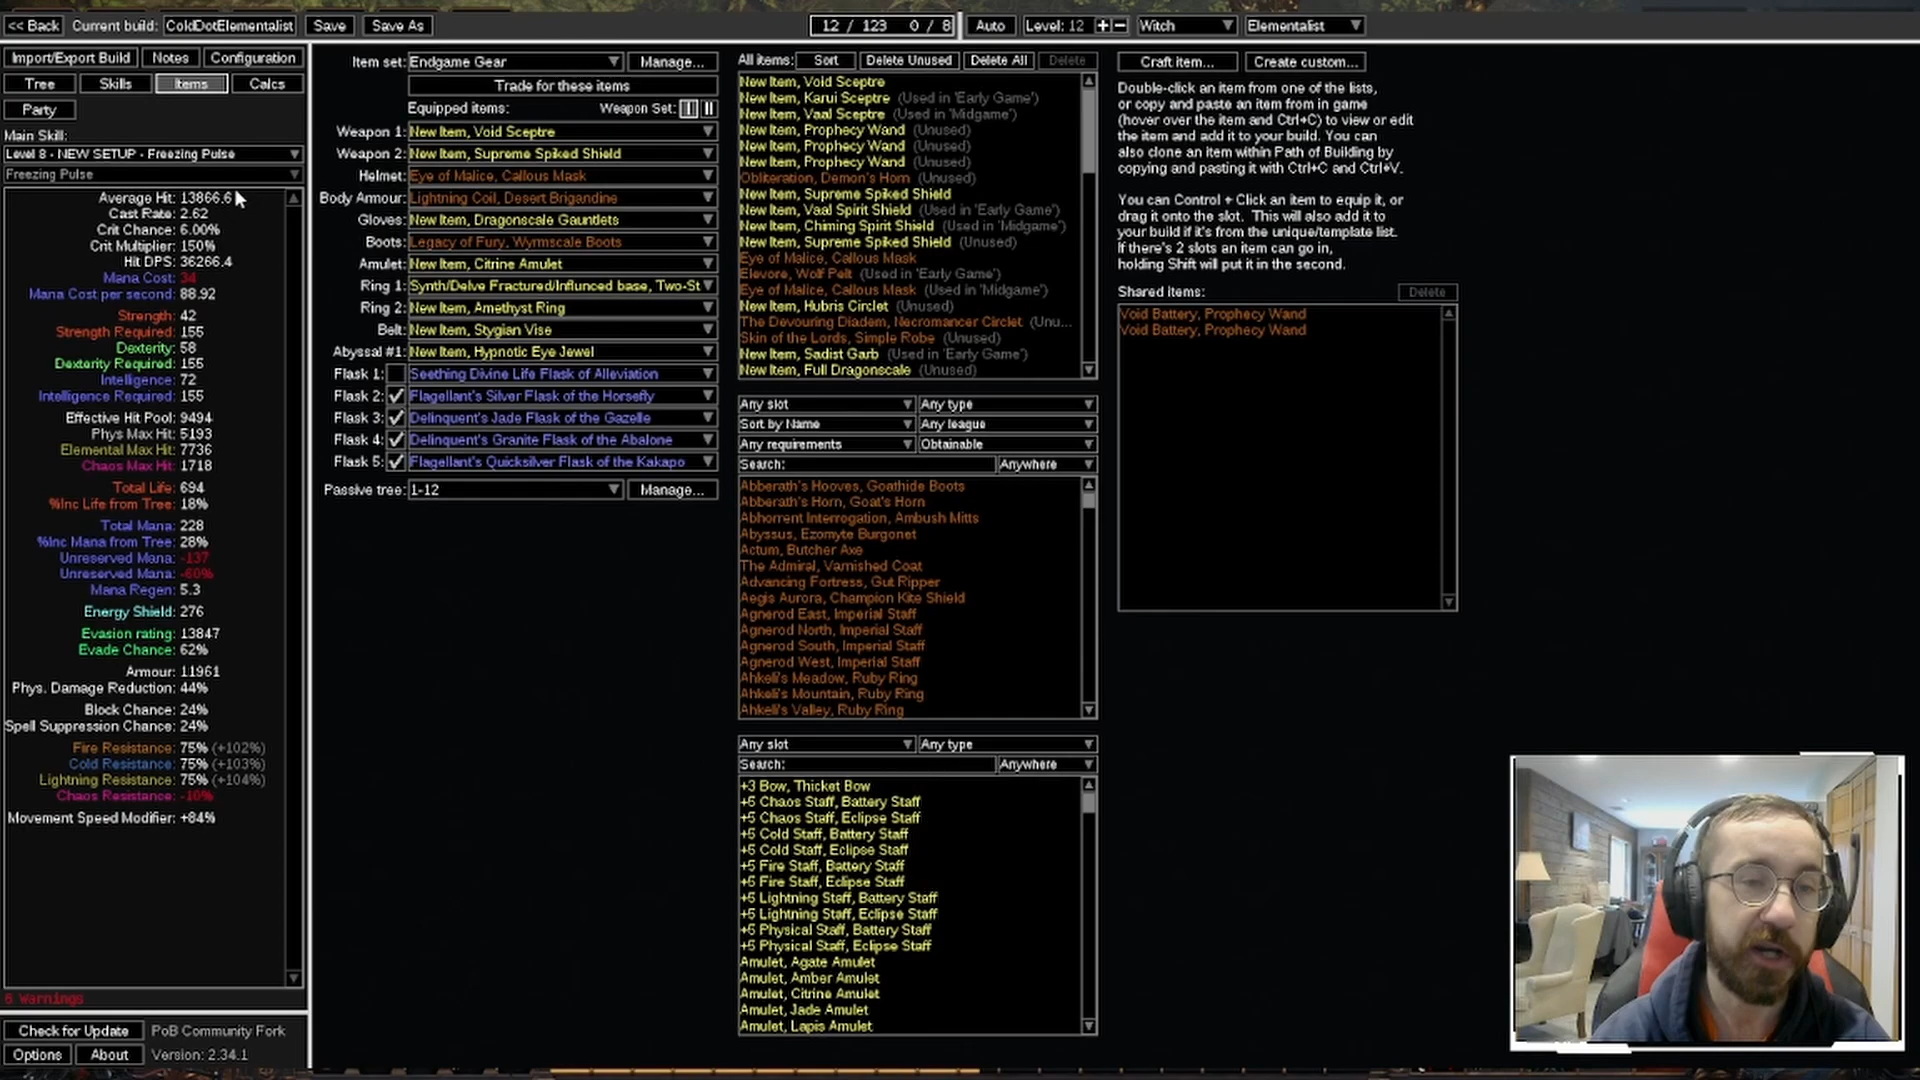 << Back Current build: ColdDotElementalist Save Save As 12 / 123 0 / 8 Auto Level: 12 + - Witch Elementalist
Import/Export Build Notes Configuration
Tree Skills Items Calcs
Party
Main Skill:
Level 8 - NEW SETUP - Freezing Pulse
Freezing Pulse
Average Hit: 13866.6
Cast Rate: 2.62
Crit Chance: 6.00%
Crit Multiplier: 150%
Hit DPS: 36266.4
Mana Cost: 34
Mana Cost per second: 88.92
Strength: 42
Strength Required: 155
Dexterity: 58
Dexterity Required: 155
Intelligence: 72
Intelligence Required: 155
Effective Hit Pool: 9494
Phys Max Hit: 5193
Elemental Max Hit: 7736
Chaos Max Hit: 1718
Total Life: 694
%Inc Life from Tree: 18%
Total Mana: 228
%Inc Mana from Tree: 28%
Unreserved Mana: -137
Unreserved Mana: -60%
Mana Regen: 5.3
Energy Shield: 276
Evasion rating: 13847
Evade Chance: 62%
Armour: 11961
Phys. Damage Reduction: 44%
Block Chance: 24%
Spell Suppression Chance: 24%
Fire Resistance: 75% (+102%)
Cold Resistance: 75% (+103%)
Lightning Resistance: 75% (+104%)
Chaos Resistance: -10%
Movement Speed Modifier: +84%
6 Warnings
Check for Update PoB Community Fork
Options About Version: 2.34.1
Item set: Endgame Gear Manage...
Trade for these items
Equipped items: Weapon Set: I II
Weapon 1: New Item, Void Sceptre
Weapon 2: New Item, Supreme Spiked Shield
Helmet: Eye of Malice, Callous Mask
Body Armour: Lightning Coil, Desert Brigandine
Gloves: New Item, Dragonscale Gauntlets
Boots: Legacy of Fury, Wyrmscale Boots
Amulet: New Item, Citrine Amulet
Ring 1: Synth/Delve Fractured/Influnced base, Two-St
Ring 2: New Item, Amethyst Ring
Belt: New Item, Stygian Vise
Abyssal #1: New Item, Hypnotic Eye Jewel
Flask 1: Seething Divine Life Flask of Alleviation
Flask 2: Flagellant's Silver Flask of the Horsefly
Flask 3: Delinquent's Jade Flask of the Gazelle
Flask 4: Delinquent's Granite Flask of the Abalone
Flask 5: Flagellant's Quicksilver Flask of the Kakapo
Passive tree: 1-12 Manage...
All items: Sort Delete Unused Delete All Delete
New Item, Void Sceptre
New Item, Karui Sceptre (Used in 'Early Game')
New Item, Vaal Sceptre (Used in 'Midgame')
New Item, Prophecy Wand (Unused)
New Item, Prophecy Wand (Unused)
New Item, Prophecy Wand (Unused)
Obliteration, Demon's Horn (Unused)
New Item, Supreme Spiked Shield
New Item, Vaal Spirit Shield (Used in 'Early Game')
New Item, Chiming Spirit Shield (Used in 'Midgame')
New Item, Supreme Spiked Shield (Unused)
Eye of Malice, Callous Mask
Elevore, Wolf Pelt (Used in 'Early Game')
Eye of Malice, Callous Mask (Used in 'Midgame')
New Item, Hubris Circlet (Unused)
The Devouring Diadem, Necromancer Circlet (Unu...
Skin of the Lords, Simple Robe (Unused)
New Item, Sadist Garb (Used in 'Early Game')
New Item, Full Dragonscale (Unused)
Any slot Any type
Sort by Name Any league
Any requirements Obtainable
Search: Anywhere
Abberath's Hooves, Goathide Boots
Abberath's Horn, Goat's Horn
Abhorrent Interrogation, Ambush Mitts
Abyssus, Ezomyte Burgonet
Actum, Butcher Axe
The Admiral, Varnished Coat
Advancing Fortress, Gut Ripper
Aegis Aurora, Champion Kite Shield
Agnerod East, Imperial Staff
Agnerod North, Imperial Staff
Agnerod South, Imperial Staff
Agnerod West, Imperial Staff
Ahkeli's Meadow, Ruby Ring
Ahkeli's Mountain, Ruby Ring
Ahkeli's Valley, Ruby Ring
Any slot Any type
Search: Anywhere
+3 Bow, Thicket Bow
+5 Chaos Staff, Battery Staff
+5 Chaos Staff, Eclipse Staff
+5 Cold Staff, Battery Staff
+5 Cold Staff, Eclipse Staff
+5 Fire Staff, Battery Staff
+5 Fire Staff, Eclipse Staff
+5 Lightning Staff, Battery Staff
+5 Lightning Staff, Eclipse Staff
+5 Physical Staff, Battery Staff
+5 Physical Staff, Eclipse Staff
Amulet, Agate Amulet
Amulet, Amber Amulet
Amulet, Citrine Amulet
Amulet, Jade Amulet
Amulet, Lapis Amulet
Craft item... Create custom...
Double-click an item from one of the lists,
or copy and paste an item from in game
(hover over the item and Ctrl+C) to view or edit
the item and add it to your build. You can
also clone an item within Path of Building by
copying and pasting it with Ctrl+C and Ctrl+V.
You can Control + Click an item to equip it, or
drag it onto the slot. This will also add it to
your build if it's from the unique/template list.
If there's 2 slots an item can go in,
holding Shift will put it in the second.
Shared items: Delete
Void Battery, Prophecy Wand
Void Battery, Prophecy Wand